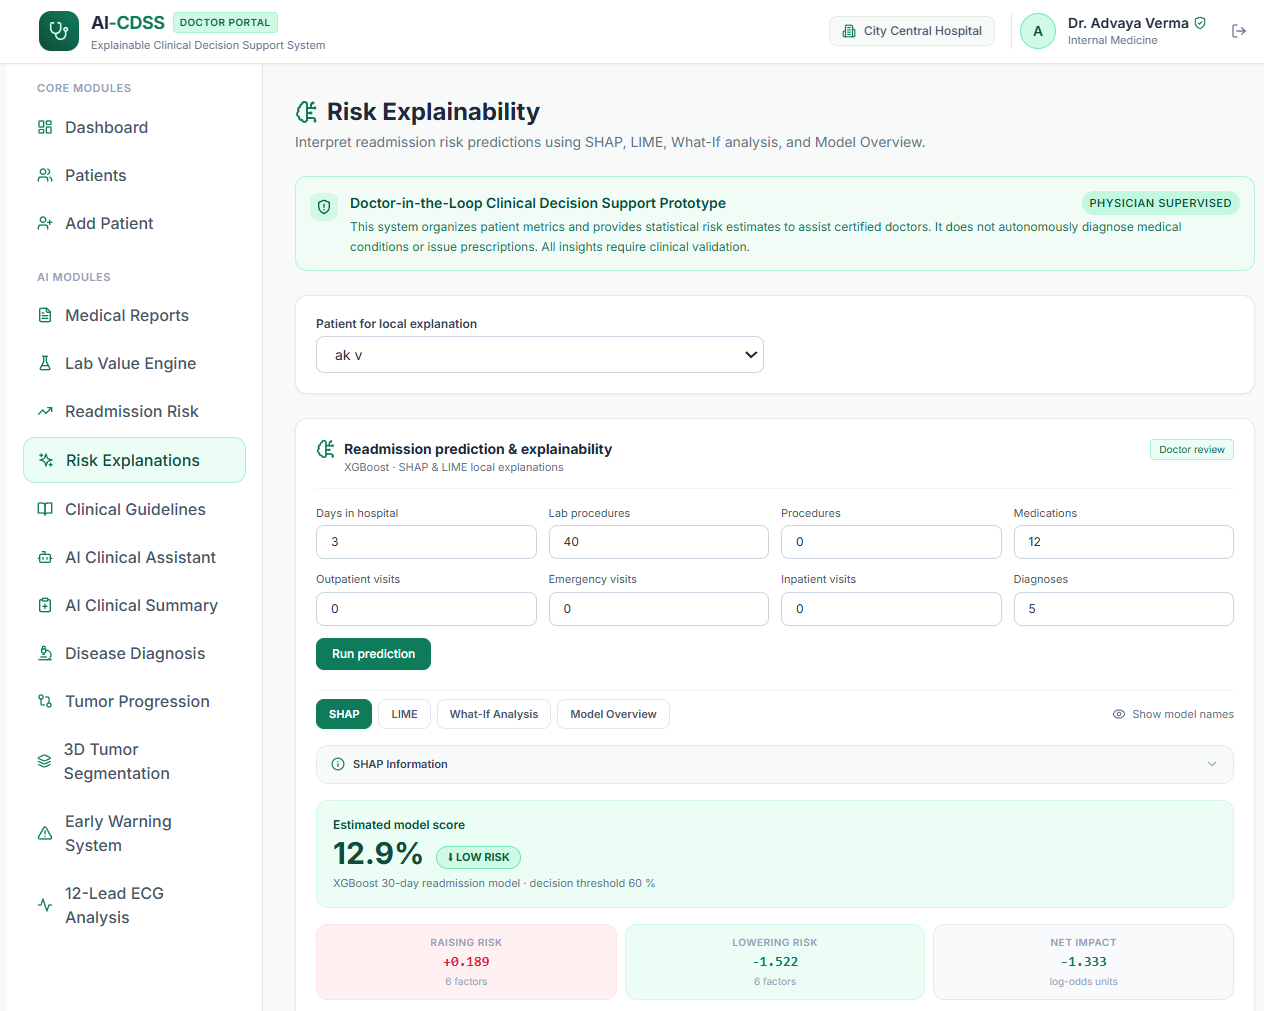 AI-CDSS DOCTOR PORTAL
Explainable Clinical Decision Support System
City Central Hospital
A
Dr. Advaya Verma
Internal Medicine
CORE MODULES
Dashboard
Patients
Add Patient
AI MODULES
Medical Reports
Lab Value Engine
Readmission Risk
Risk Explanations
Clinical Guidelines
AI Clinical Assistant
AI Clinical Summary
Disease Diagnosis
Tumor Progression
3D Tumor
Segmentation
Early Warning
System
12-Lead ECG
Analysis
Risk Explainability
Interpret readmission risk predictions using SHAP, LIME, What-If analysis, and Model Overview.
Doctor-in-the-Loop Clinical Decision Support Prototype
PHYSICIAN SUPERVISED
This system organizes patient metrics and provides statistical risk estimates to assist certified doctors. It does not autonomously diagnose medical
conditions or issue prescriptions. All insights require clinical validation.
Patient for local explanation
ak v
Readmission prediction & explainability
XGBoost · SHAP & LIME local explanations
Doctor review
Days in hospital Lab procedures Procedures Medications
3 40 0 12
Outpatient visits Emergency visits Inpatient visits Diagnoses
0 0 0 5
Run prediction
SHAP LIME What-If Analysis Model Overview Show model names
SHAP Information
Estimated model score
12.9% ⬇ LOW RISK
XGBoost 30-day readmission model · decision threshold 60 %
RAISING RISK LOWERING RISK NET IMPACT
+0.189 -1.522 -1.333
6 factors 6 factors log-odds units